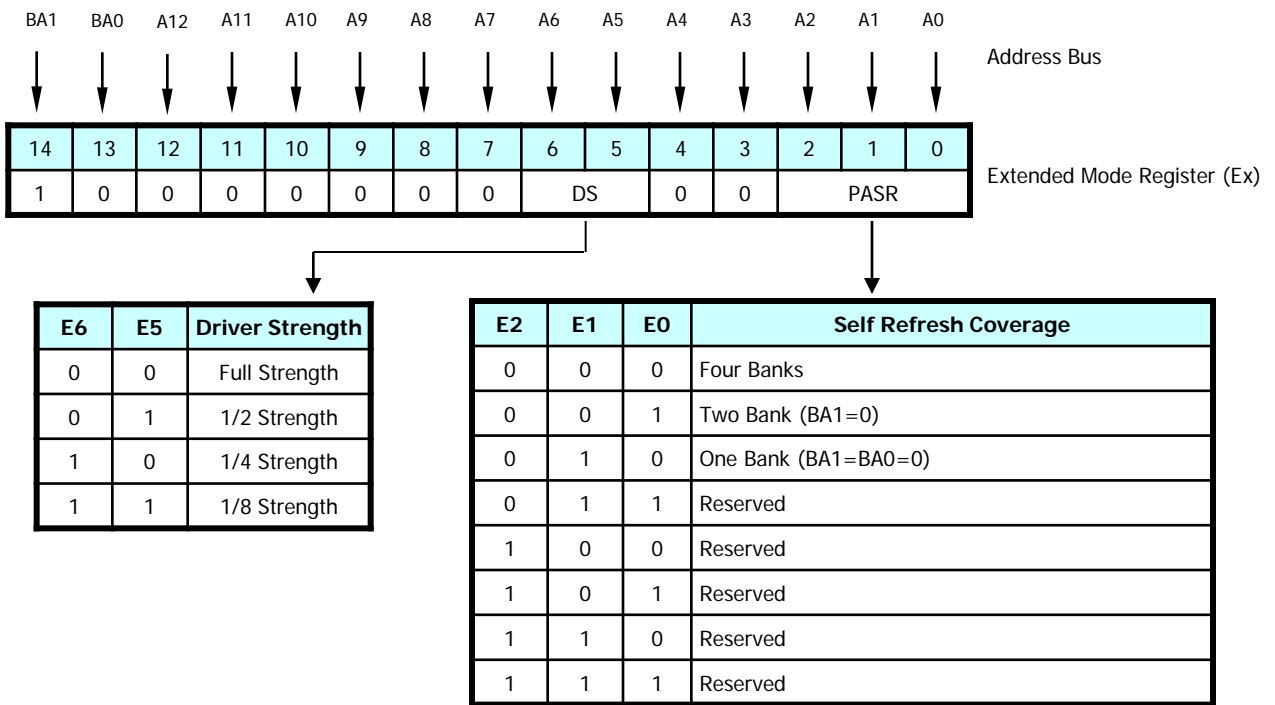 BA1 BA0 A12 A11 A10 A9 A8 A7 A6 A5 A4 A3 A2 A1 A0
Address Bus
14 13 12 11 10 9 8 7 6 5 4 3 2 1 0
1 0 0 0 0 0 0 0 DS 0 0 PASR
Extended Mode Register (Ex)
E6 E5 Driver Strength
0 0 Full Strength
0 1 1/2 Strength
1 0 1/4 Strength
1 1 1/8 Strength
E2 E1 E0 Self Refresh Coverage
0 0 0 Four Banks
0 0 1 Two Bank (BA1=0)
0 1 0 One Bank (BA1=BA0=0)
0 1 1 Reserved
1 0 0 Reserved
1 0 1 Reserved
1 1 0 Reserved
1 1 1 Reserved